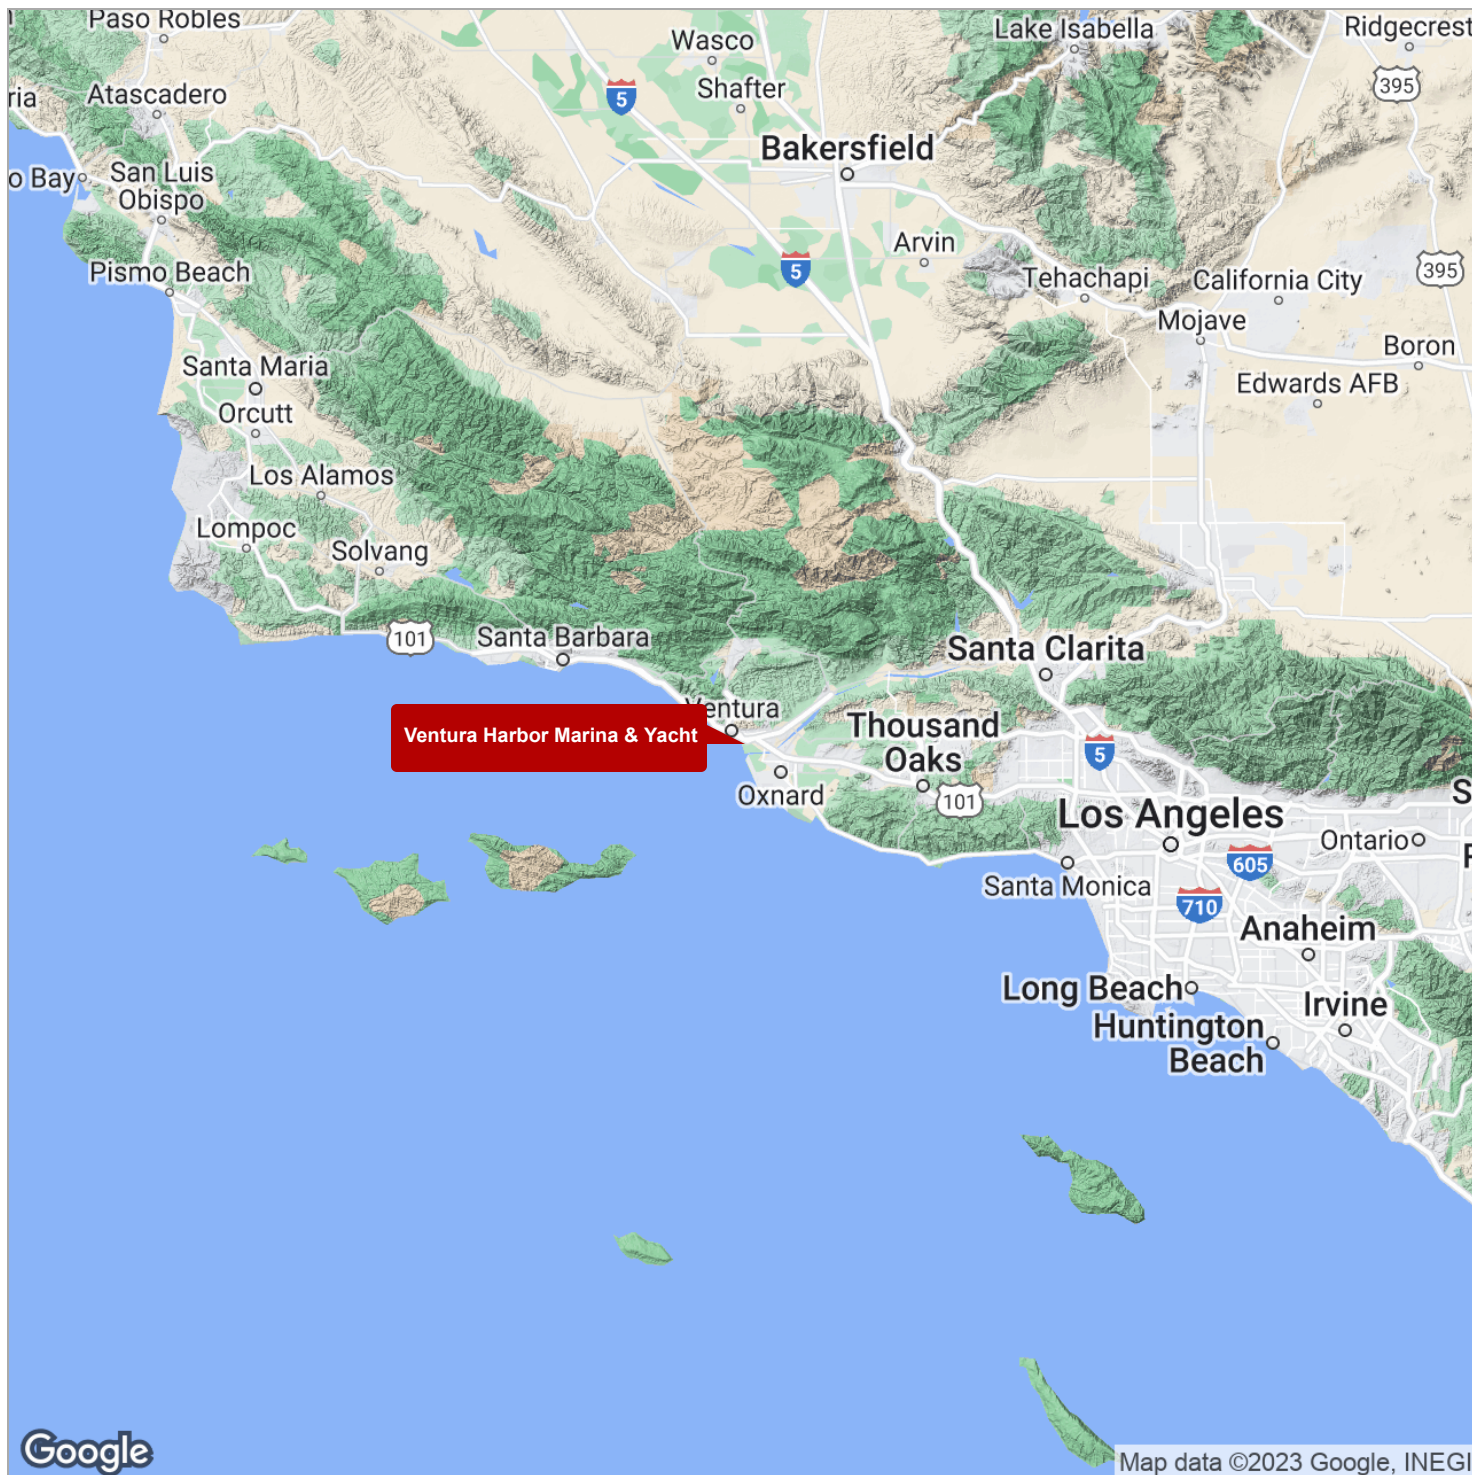 Paso Robles
Wasco
Lake Isabella
Ridgecrest
ria
Atascadero
5
Shafter
395
Bakersfield
o Bay
San Luis
Obispo
Arvin
Pismo Beach
5
Tehachapi
California City
395
Mojave
Santa Maria
Boron
Orcutt
Edwards AFB
Los Alamos
Lompoc
Solvang
101
Santa Barbara
Santa Clarita
Ventura
Ventura Harbor Marina & Yacht
Thousand
Oaks
5
Oxnard
101
Los Angeles
S
Ontario
605
Santa Monica
710
Anaheim
Long Beach
Irvine
Huntington
Beach
Google
Map data ©2023 Google, INEGI